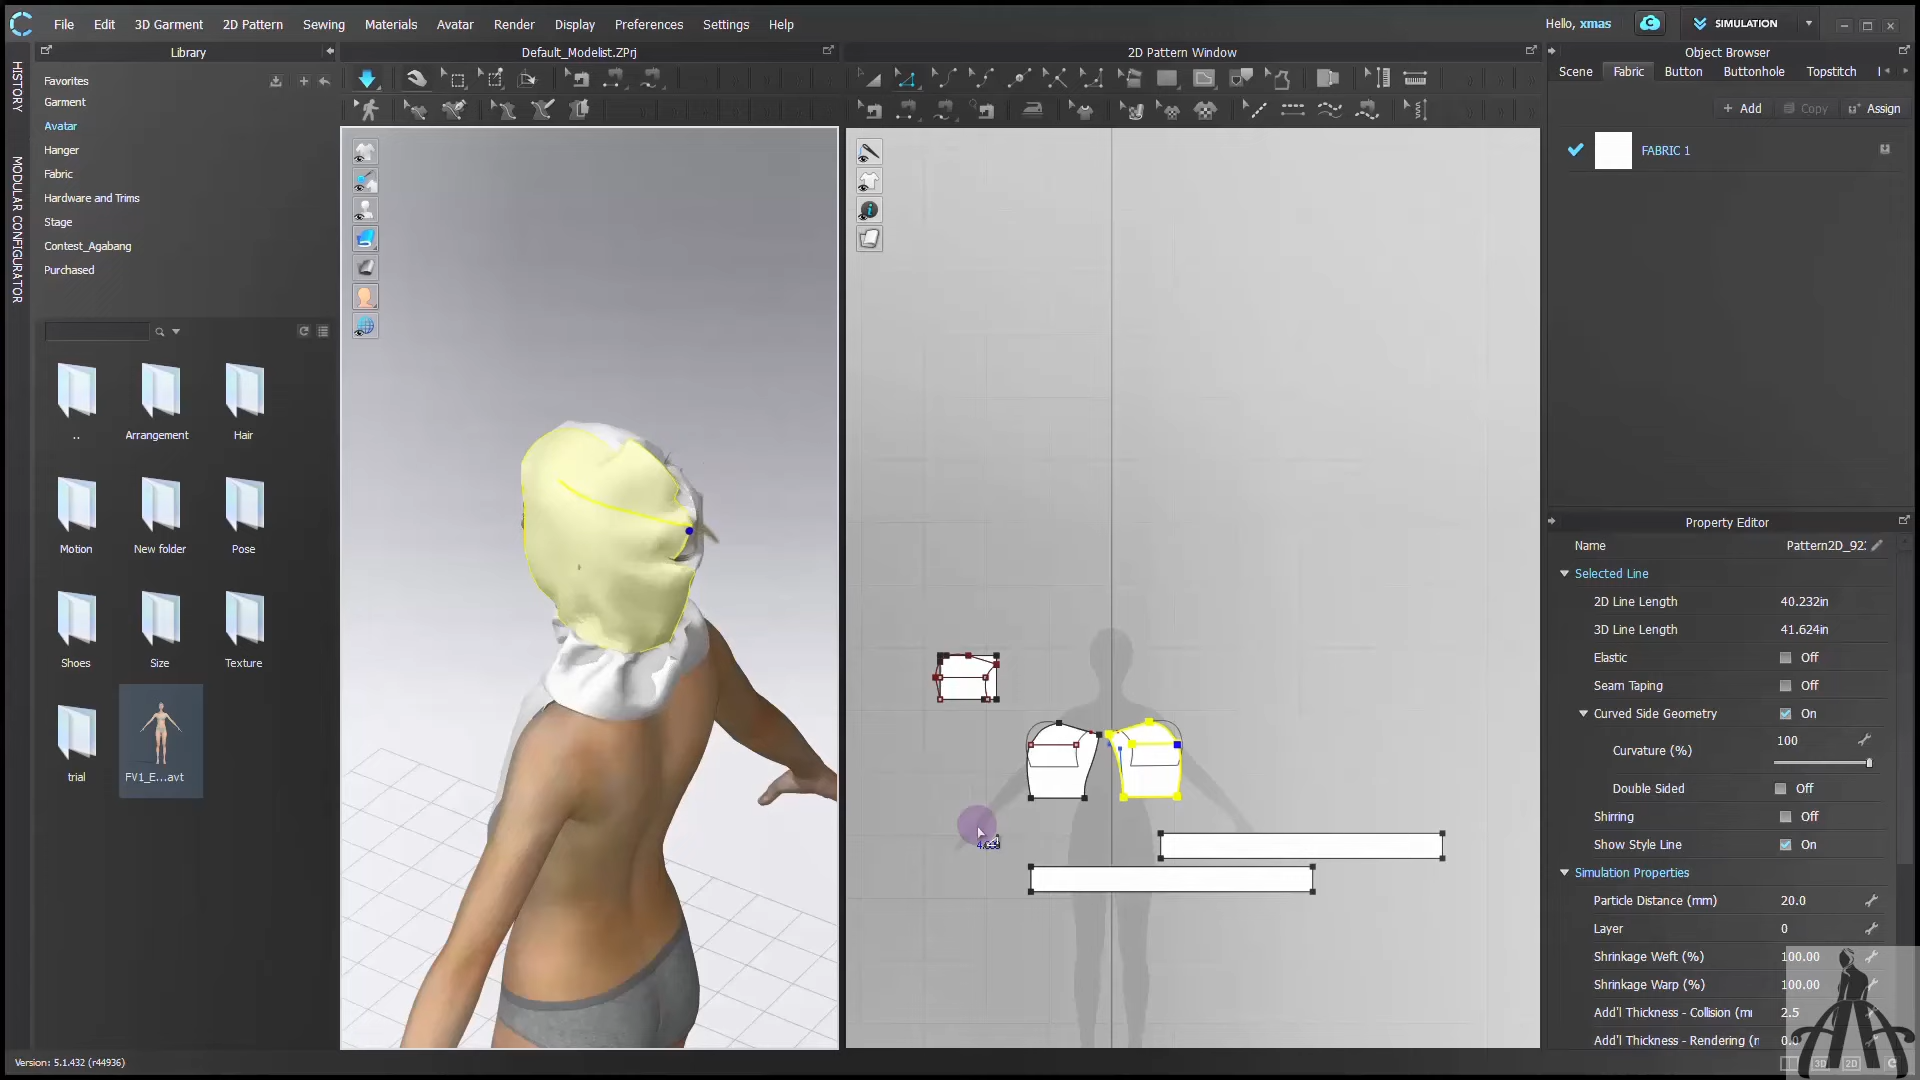 File Edit 3D Garment 2D Pattern Sewing Materials Avatar Render Display Preferences Settings Help
Hello, xmas
SIMULATION
Library
Default_Modelist.ZPrj
2D Pattern Window
Object Browser
HISTORY
MODULAR CONFIGURATOR
Favorites
Garment
Avatar
Hanger
Fabric
Hardware and Trims
Stage
Contest_Agabang
Purchased
..
Arrangement
Hair
Motion
New folder
Pose
Shoes
Size
Texture
trial
FV1_E...avt
Scene Fabric Button Buttonhole Topstitch
+ Add Copy Assign
FABRIC 1
Property Editor
Name Pattern2D_92
Selected Line
2D Line Length 40.232in
3D Line Length 41.624in
Elastic Off
Seam Taping Off
Curved Side Geometry On
Curvature (%) 100
Double Sided Off
Shirring Off
Show Style Line On
Simulation Properties
Particle Distance (mm) 20.0
Layer 0
Shrinkage Weft (%) 100.00
Shrinkage Warp (%) 100.00
Add'l Thickness - Collision (m 2.5
Add'l Thickness - Rendering (r 0.0
3D 2D
Version: 5.1.432 (r44936)